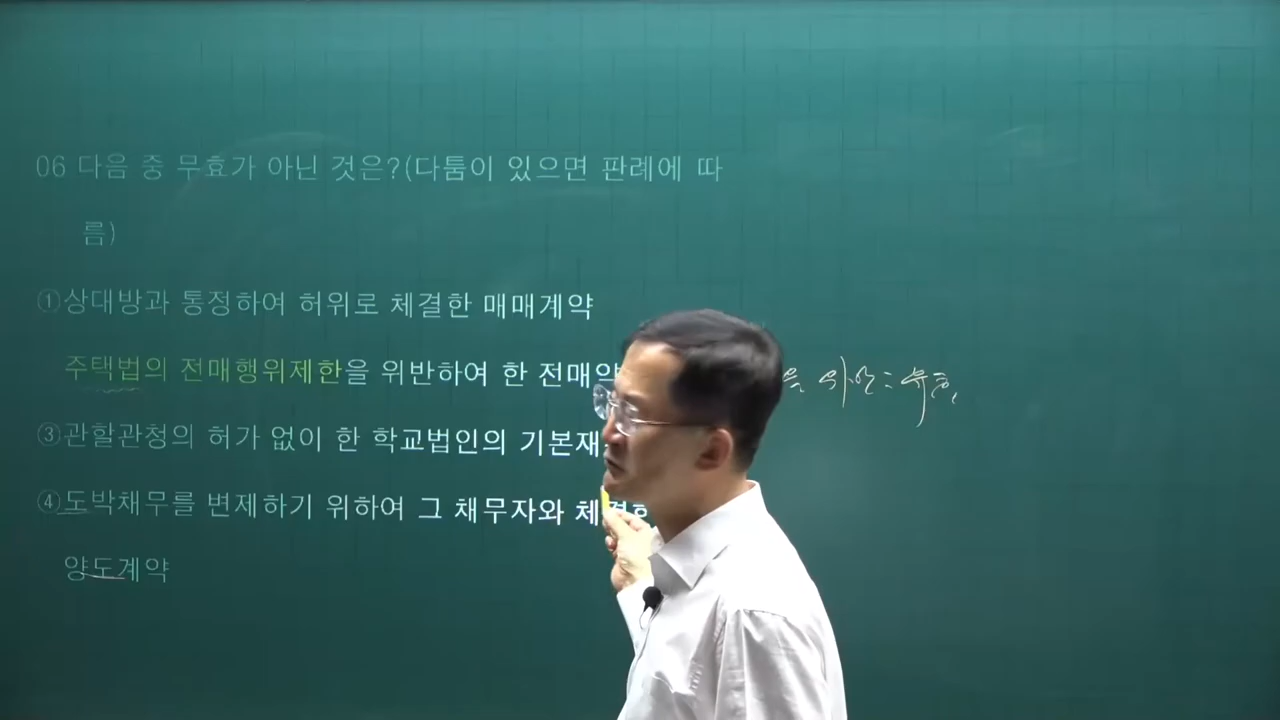 06 다음 중 무효가 아닌 것은?(다툼이 있으면 판례에 따
름)
①상대방과 통정하여 허위로 체결한 매매계약
주택법의 전매행위제한을 위반하여 한 전매약
③관할관청의 허가 없이 한 학교법인의 기본재
④도박채무를 변제하기 위하여 그 채무자와 체결한
양도계약